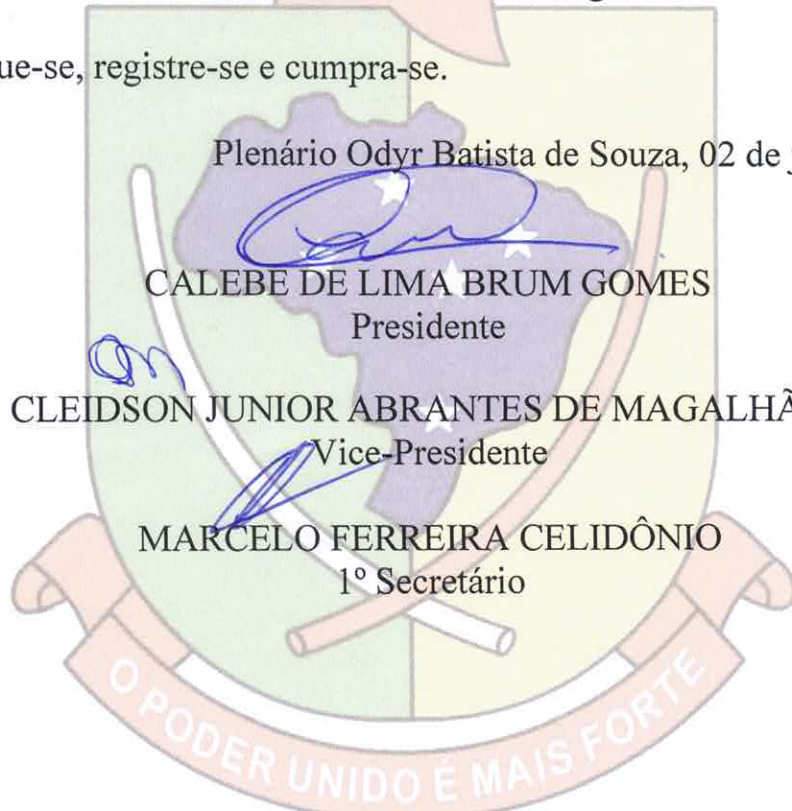 ue-se, registre-se e cumpra-se.
Plenário Odyr Batista de Souza, 02 de
CALEBE DE LIMA BRUM GOMES
Presidente
CLEIDSON JUNIOR ABRANTES DE MAGALHÃ
Vice-Presidente
MARCELO FERREIRA CELIDÔNIO
1º Secretário
O PODER UNIDO É MAIS FORTE